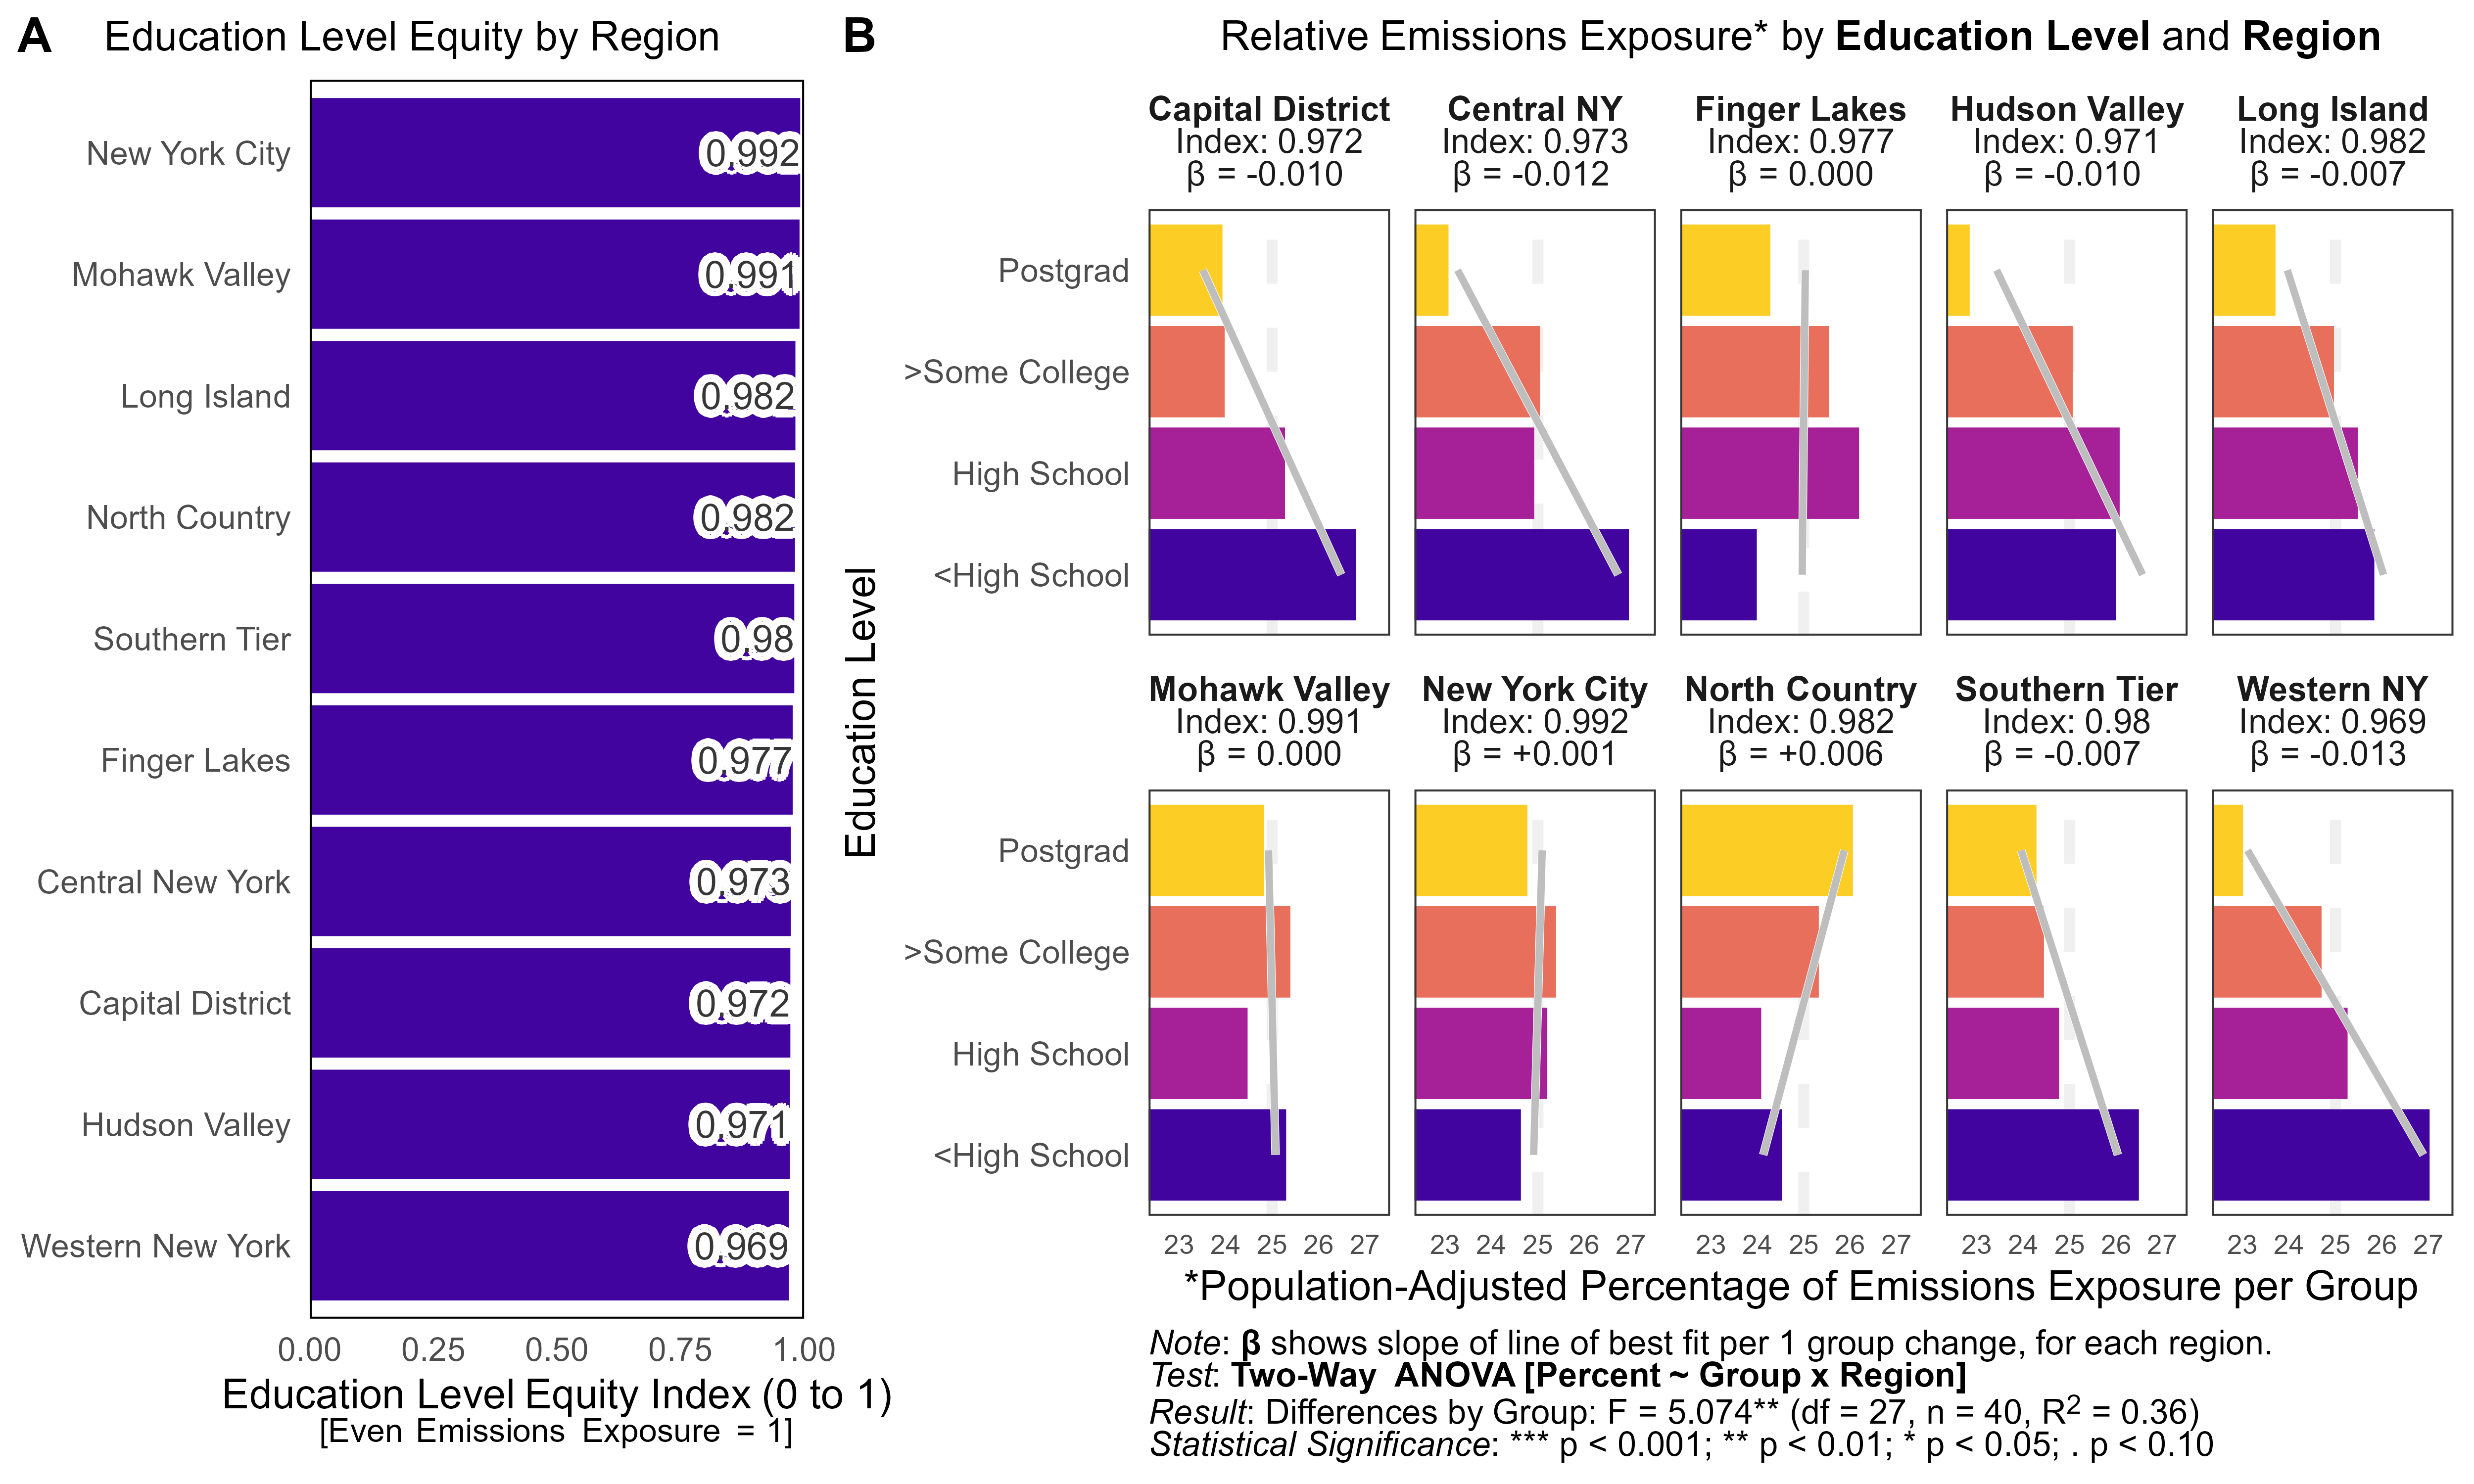 A Education Level Equity by Region
New York City 0.992
Mohawk Valley 0.991
Long Island 0.982
North Country 0.982
Southern Tier 0.98
Finger Lakes 0.977
Central New York 0.973
Capital District 0.972
Hudson Valley 0.971
Western New York 0.969
0.00 0.25 0.50 0.75 1.00
Education Level Equity Index (0 to 1)
[Even Emissions Exposure = 1]
B Relative Emissions Exposure* by Education Level and Region
Education Level
Capital District Central NY Finger Lakes Hudson Valley Long Island
Index: 0.972 Index: 0.973 Index: 0.977 Index: 0.971 Index: 0.982
β = -0.010 β = -0.012 β = 0.000 β = -0.010 β = -0.007
Postgrad
>Some College
High School
<High School
Mohawk Valley New York City North Country Southern Tier Western NY
Index: 0.991 Index: 0.992 Index: 0.982 Index: 0.98 Index: 0.969
β = 0.000 β = +0.001 β = +0.006 β = -0.007 β = -0.013
Postgrad
>Some College
High School
<High School
23 24 25 26 27 23 24 25 26 27 23 24 25 26 27 23 24 25 26 27 23 24 25 26 27
*Population-Adjusted Percentage of Emissions Exposure per Group
Note: β shows slope of line of best fit per 1 group change, for each region.
Test: Two-Way ANOVA [Percent ~ Group x Region]
Result: Differences by Group: F = 5.074** (df = 27, n = 40, R² = 0.36)
Statistical Significance: *** p < 0.001; ** p < 0.01; * p < 0.05; . p < 0.10